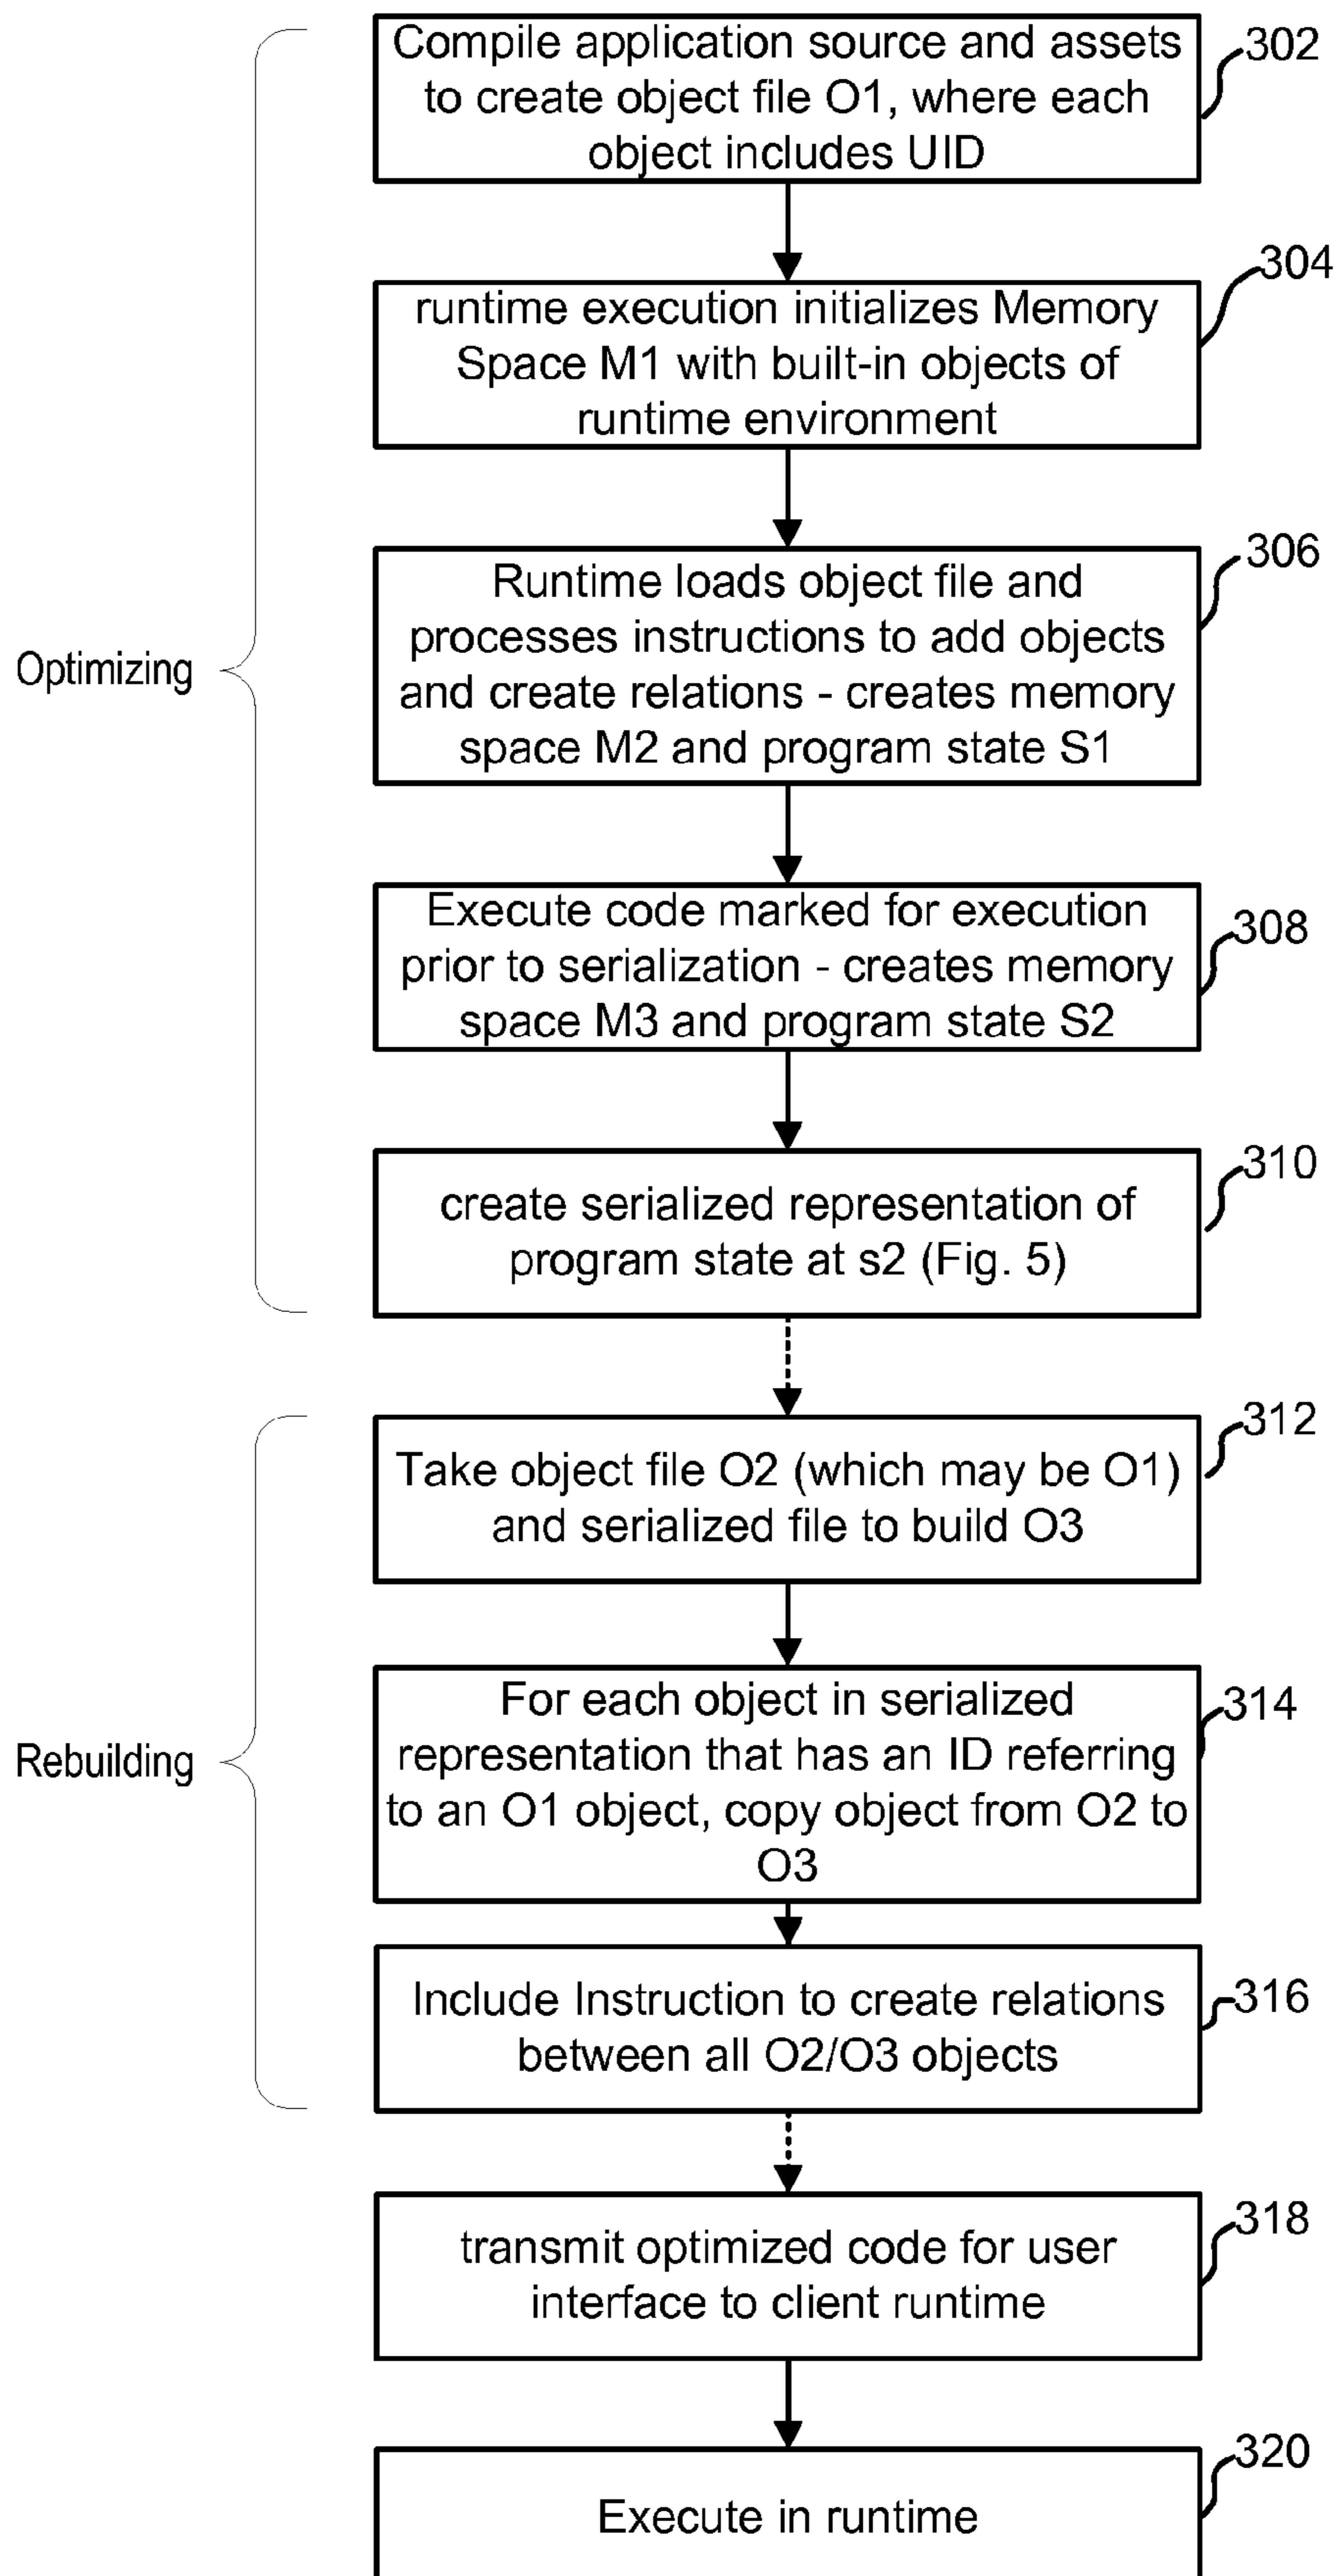 Compile application source and assets
to create object file O1, where each
object includes UID
302
runtime execution initializes Memory
Space M1 with built-in objects of
runtime environment
304
Runtime loads object file and
processes instructions to add objects
and create relations - creates memory
space M2 and program state S1
306
Optimizing
Execute code marked for execution
prior to serialization - creates memory
space M3 and program state S2
308
create serialized representation of
program state at s2 (Fig. 5)
310
Take object file O2 (which may be O1)
and serialized file to build O3
312
For each object in serialized
representation that has an ID referring
to an O1 object, copy object from O2 to
O3
314
Rebuilding
Include Instruction to create relations
between all O2/O3 objects
316
transmit optimized code for user
interface to client runtime
318
Execute in runtime
320